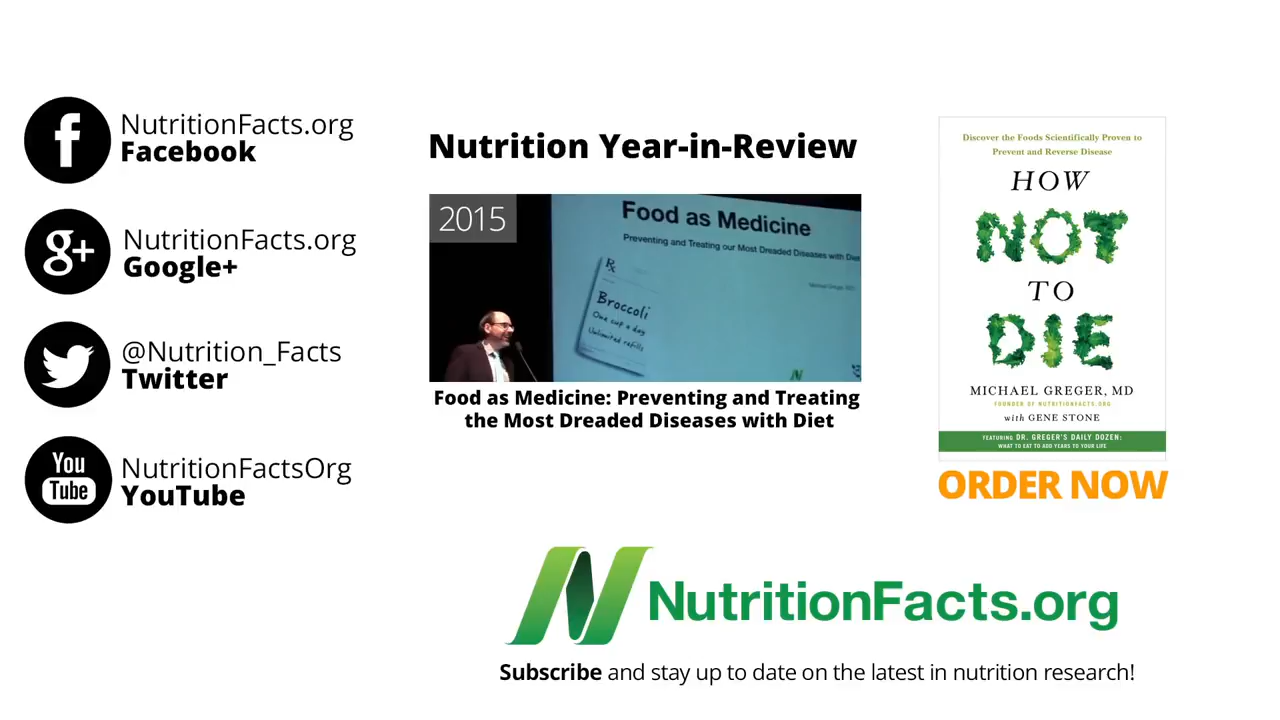 NutritionFacts.org
Facebook
g+
NutritionFacts.org
Google+
@Nutrition_Facts
Twitter
You
Tube
NutritionFactsOrg
YouTube
Nutrition Year-in-Review
2015
Food as Medicine
Preventing and Treating our Most Dreaded Diseases with Diet
Rx
Broccoli
One cup a day
Unlimited refills
Food as Medicine: Preventing and Treating
the Most Dreaded Diseases with Diet
Discover the Foods Scientifically Proven to
Prevent and Reverse Disease
HOW
NOT
TO
DIE
MICHAEL GREGER, MD
FOUNDER OF NUTRITIONFACTS.ORG
with GENE STONE
FEATURING DR. GREGER'S DAILY DOZEN:
WHAT TO EAT TO ADD YEARS TO YOUR LIFE
ORDER NOW
NutritionFacts.org
Subscribe and stay up to date on the latest in nutrition research!